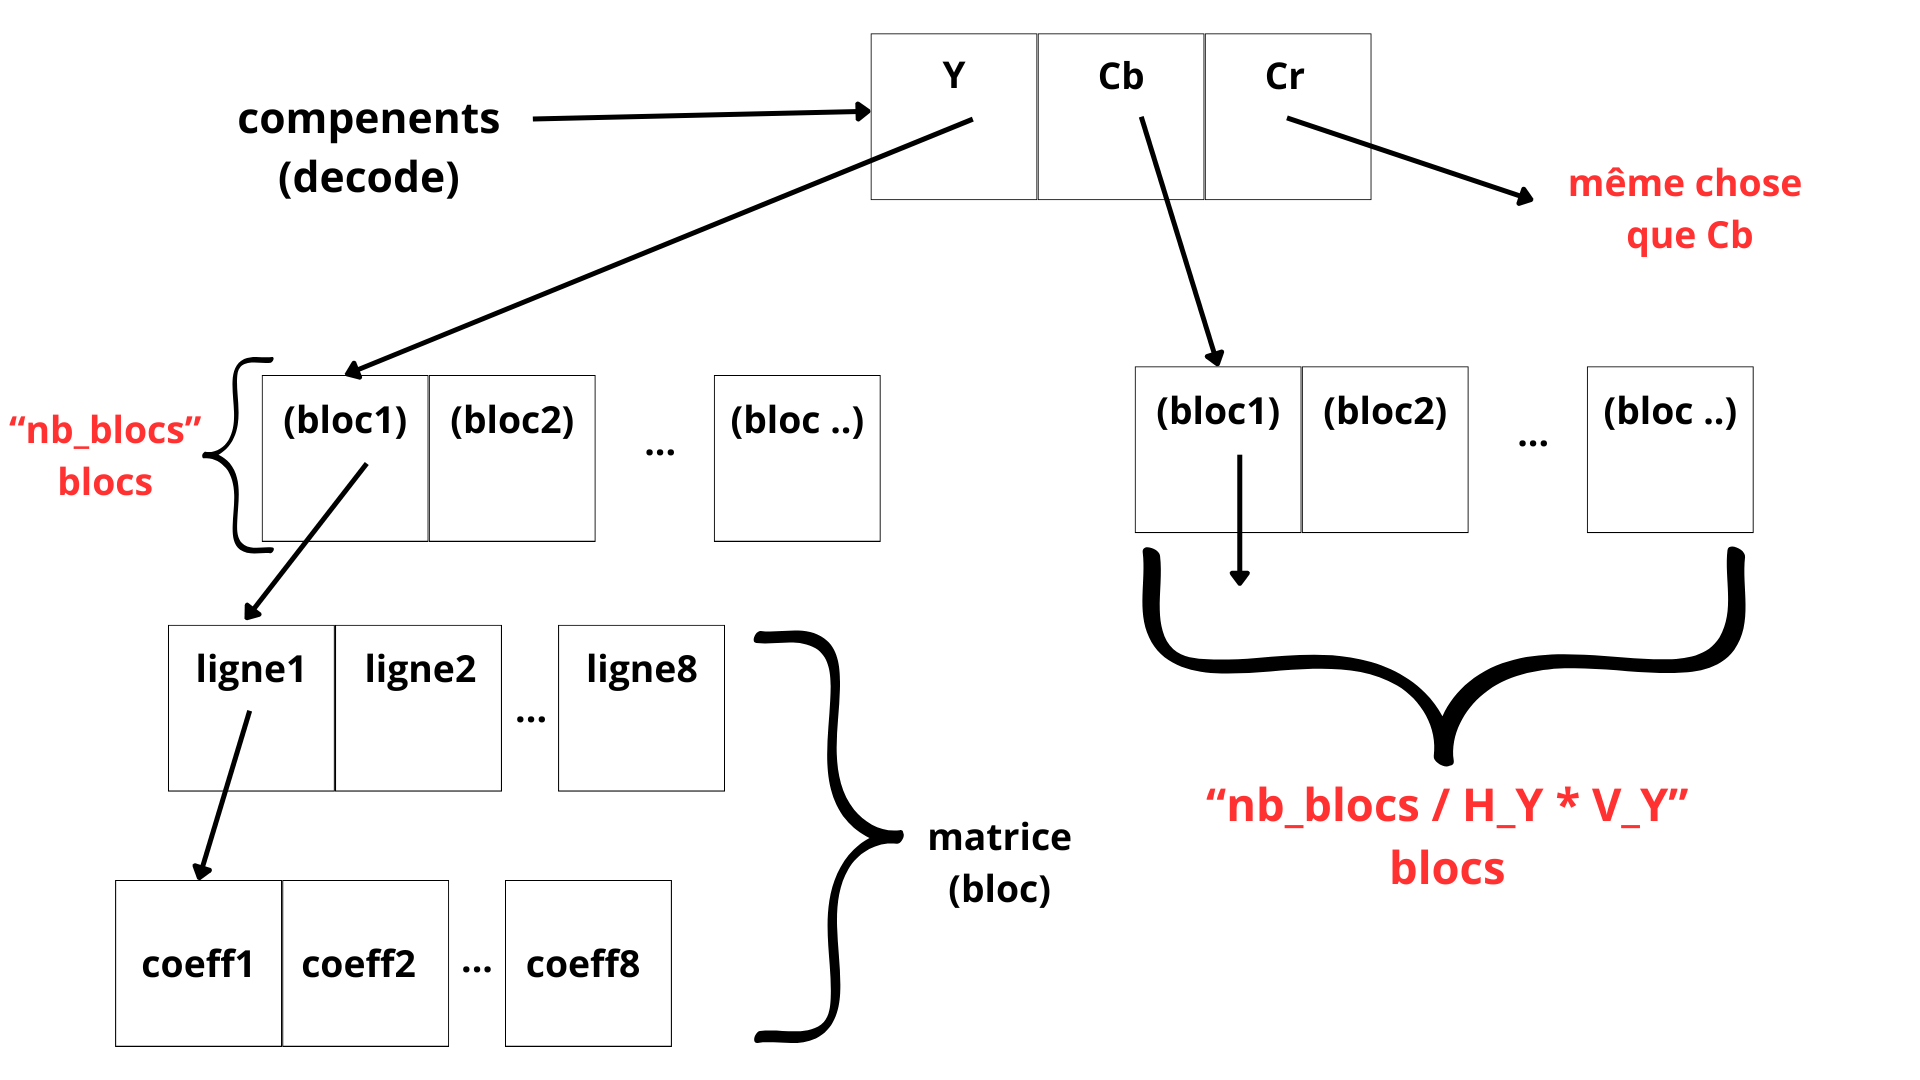 Y
Cb
Cr
compenents
(decode)
même chose
que Cb
“nb_blocs”
blocs
(bloc1)
(bloc2)
...
(bloc ..)
(bloc1)
(bloc2)
...
(bloc ..)
ligne1
ligne2
...
ligne8
matrice
(bloc)
“nb_blocs / H_Y * V_Y”
blocs
coeff1
coeff2
...
coeff8